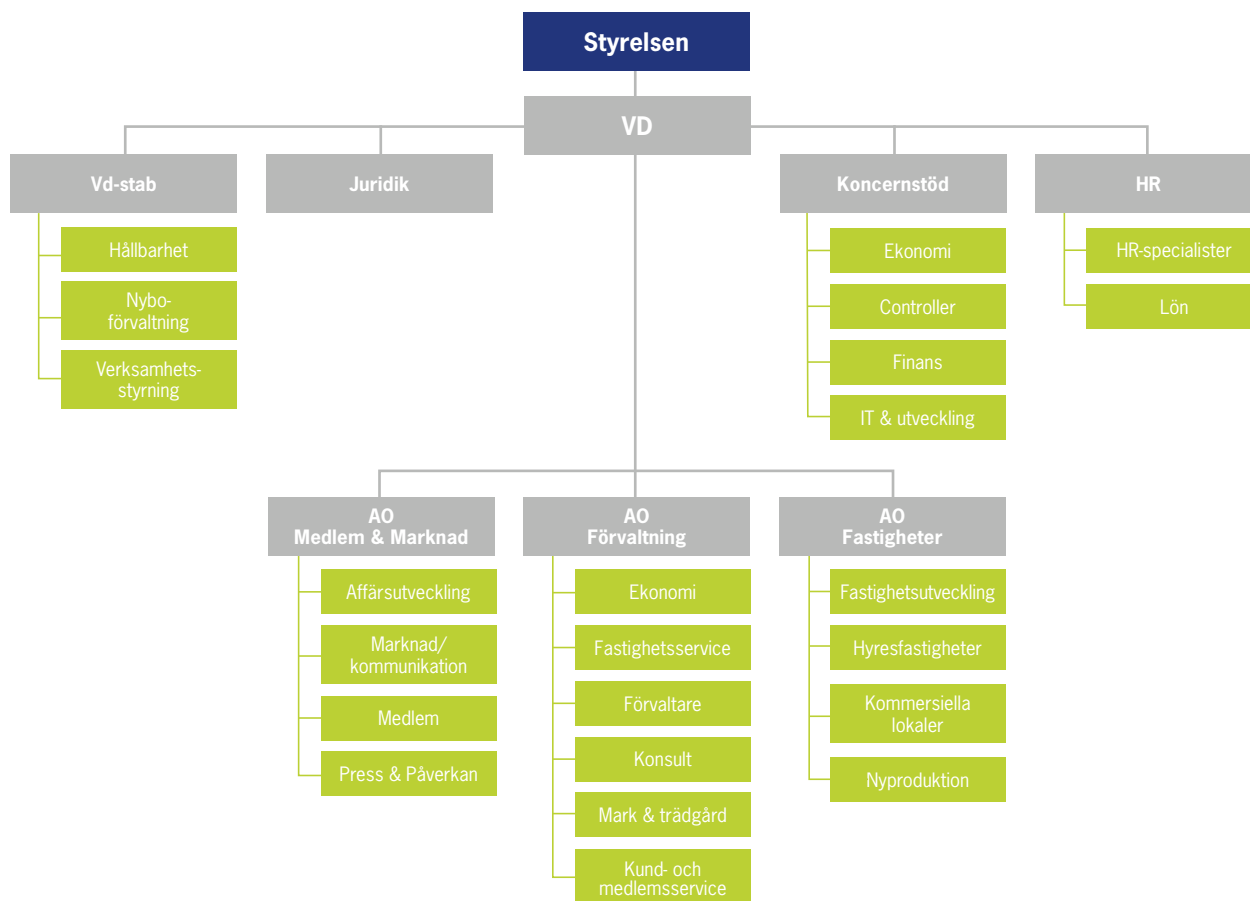 Styrelsen
VD
Vd-stab
Hållbarhet
Nybo-
förvaltning
Verksamhets-
styrning
Juridik
Koncernstöd
Ekonomi
Controller
Finans
IT & utveckling
HR
HR-specialister
Lön
AO
Medlem & Marknad
Affärsutveckling
Marknad/
kommunikation
Medlem
Press & Påverkan
AO
Förvaltning
Ekonomi
Fastighetsservice
Förvaltare
Konsult
Mark & trädgård
Kund- och
medlemsservice
AO
Fastigheter
Fastighetsutveckling
Hyresfastigheter
Kommersiella
lokaler
Nyproduktion